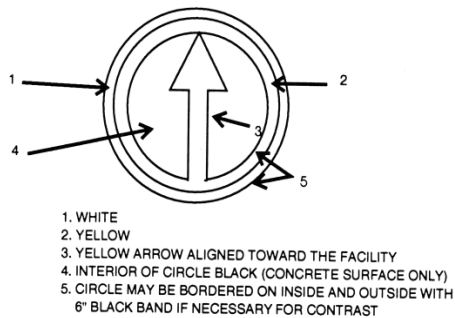 1
2
3
4
5
1. WHITE
2. YELLOW
3. YELLOW ARROW ALIGNED TOWARD THE FACILITY
4. INTERIOR OF CIRCLE BLACK (CONCRETE SURFACE ONLY)
5. CIRCLE MAY BE BORDERED ON INSIDE AND OUTSIDE WITH
6" BLACK BAND IF NECESSARY FOR CONTRAST